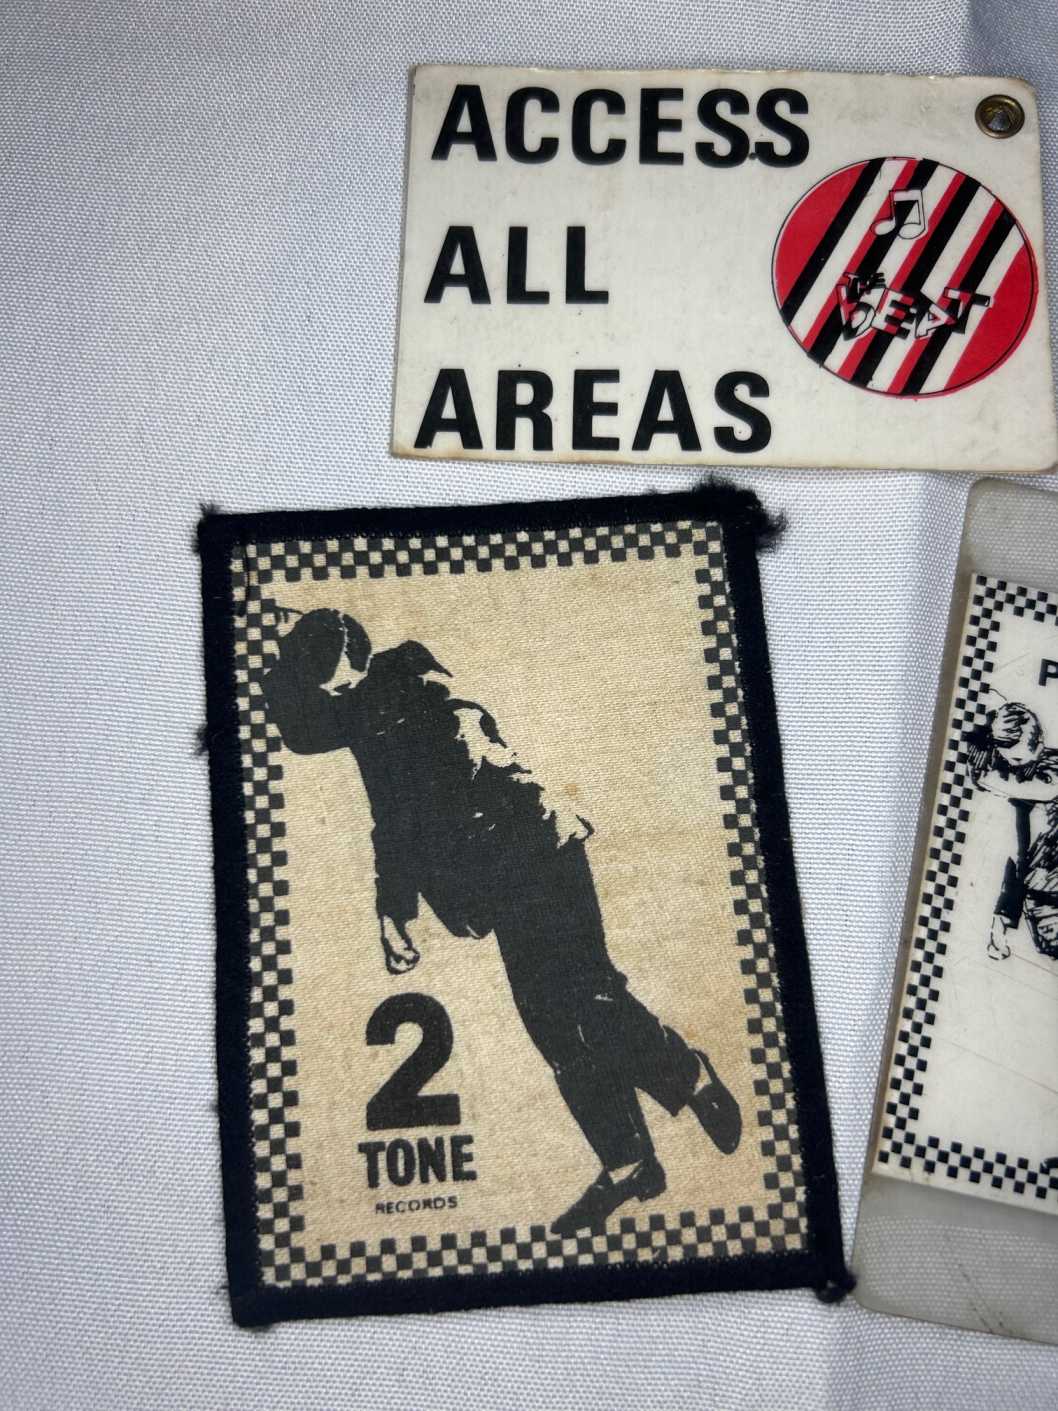 ACCESS
ALL
AREAS
THE
BEAT
2
TONE
RECORDS
P